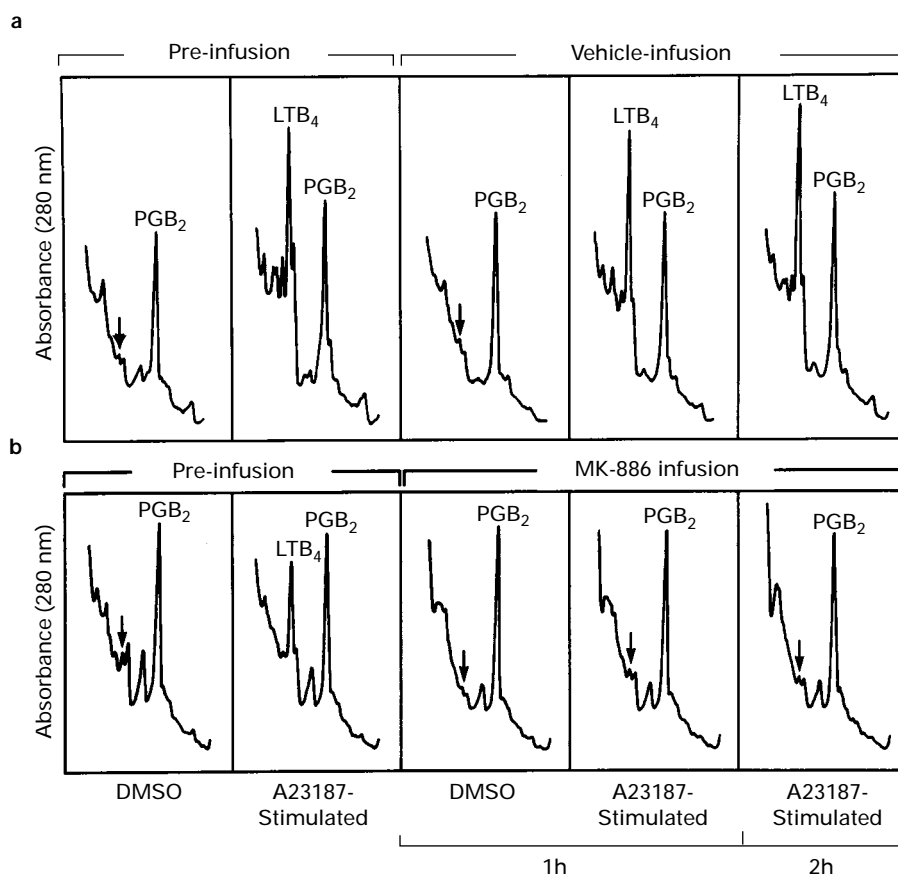 a
Pre-infusion Vehicle-infusion
Absorbance (280 nm)
PGB2
LTB4
PGB2
PGB2
LTB4
PGB2
LTB4
PGB2
b
Pre-infusion MK-886 infusion
Absorbance (280 nm)
PGB2
LTB4
PGB2
PGB2
PGB2
PGB2
DMSO
A23187-
Stimulated
DMSO
A23187-
Stimulated
A23187-
Stimulated
1h 2h